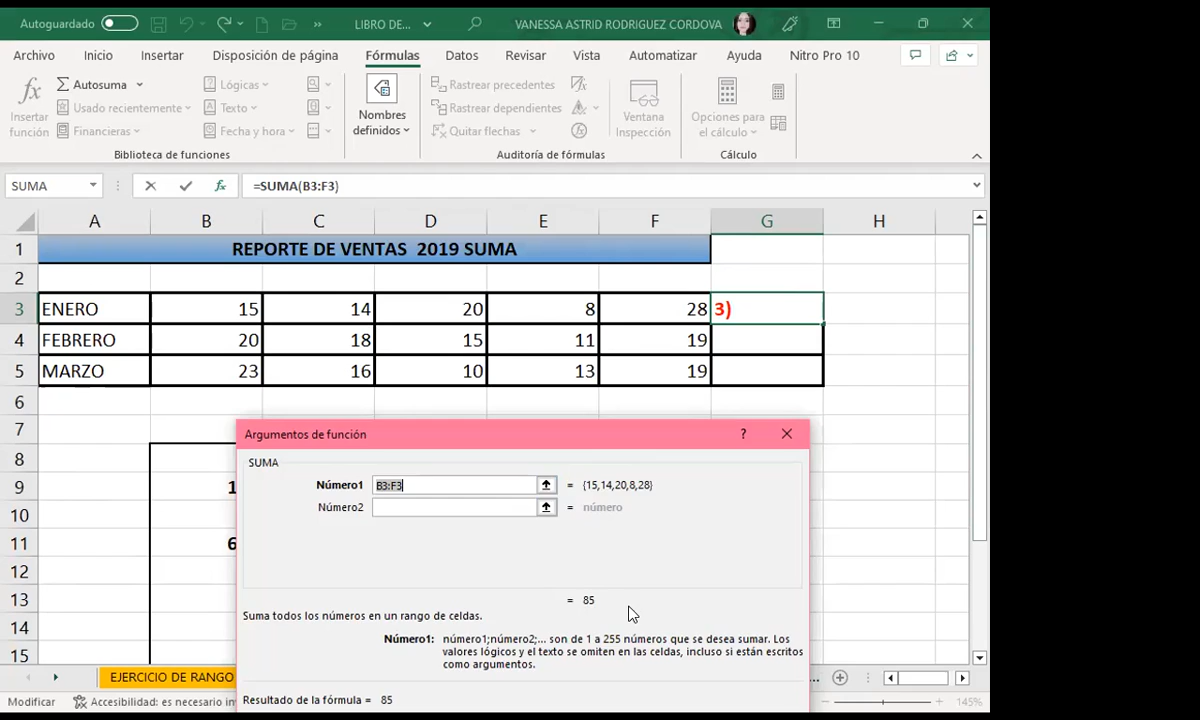 Autoguardado LIBRO DE... VANESSA ASTRID RODRIGUEZ CORDOVA
Archivo Inicio Insertar Disposición de página Fórmulas Datos Revisar Vista Automatizar Ayuda Nitro Pro 10
fx Insertar función
Autosuma
Usado recientemente
Financieras
Lógicas
Texto
Fecha y hora
Biblioteca de funciones
Nombres definidos
Rastrear precedentes
Rastrear dependientes
Quitar flechas
Ventana Inspección
Auditoría de fórmulas
Opciones para el cálculo
Cálculo
SUMA fx =SUMA(B3:F3)
A B C D E F G H
1 REPORTE DE VENTAS 2019 SUMA
2
3 ENERO 15 14 20 8 28 3)
4 FEBRERO 20 18 15 11 19
5 MARZO 23 16 10 13 19
6
7
8
9 1
10
11 6
12
13
14
15
Argumentos de función ?
SUMA
Número1 B3:F3 = {15,14,20,8,28}
Número2 = número
= 85
Suma todos los números en un rango de celdas.
Número1: número1;número2;... son de 1 a 255 números que se desea sumar. Los
valores lógicos y el texto se omiten en las celdas, incluso si están escritos
como argumentos.
Resultado de la fórmula = 85
EJERCICIO DE RANGO ...
Modificar Accesibilidad: es necesario in 145%